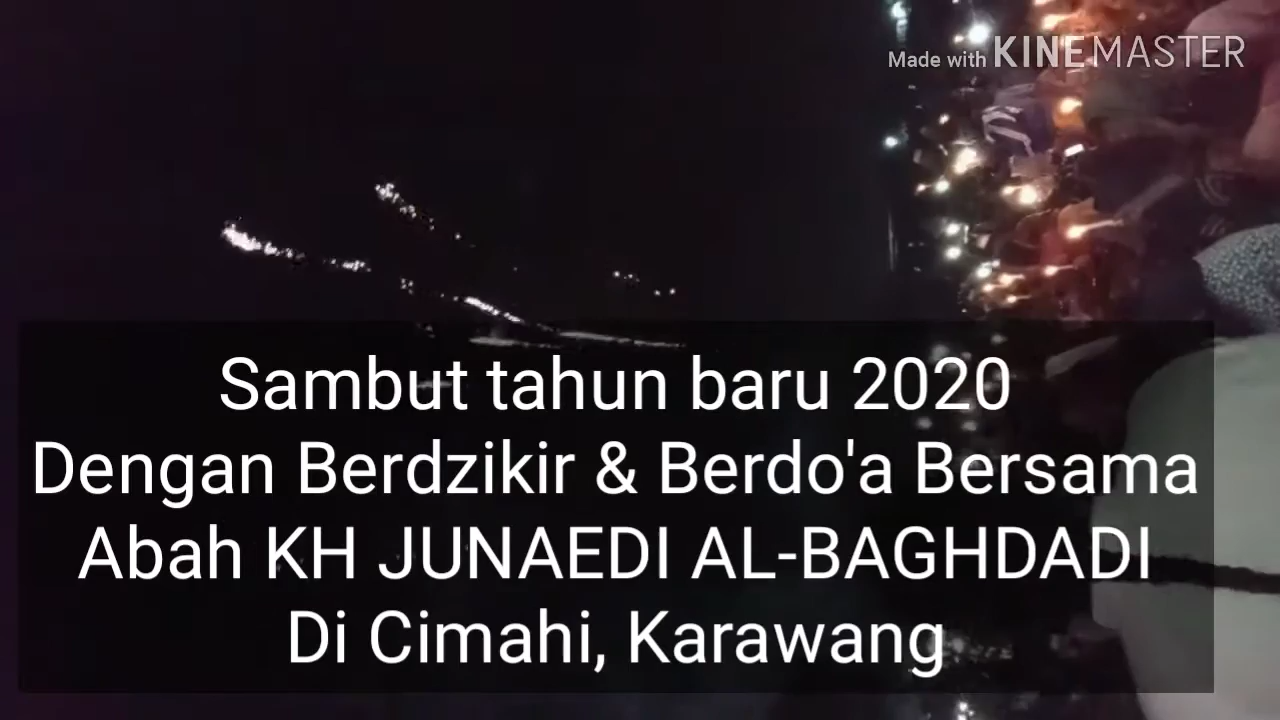 Made with KINEMASTER
Sambut tahun baru 2020
Dengan Berdzikir & Berdo'a Bersama
Abah KH JUNAEDI AL-BAGHDADI
Di Cimahi, Karawang